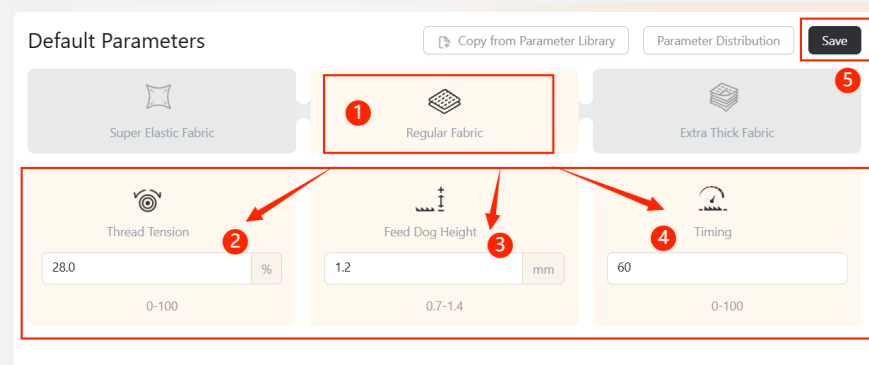 Default Parameters
Copy from Parameter Library
Parameter Distribution
Save
5
1
Super Elastic Fabric
Regular Fabric
Extra Thick Fabric
Thread Tension
2
Feed Dog Height
3
Timing
4
28.0 %
1.2 mm
60
0-100
0.7-1.4
0-100